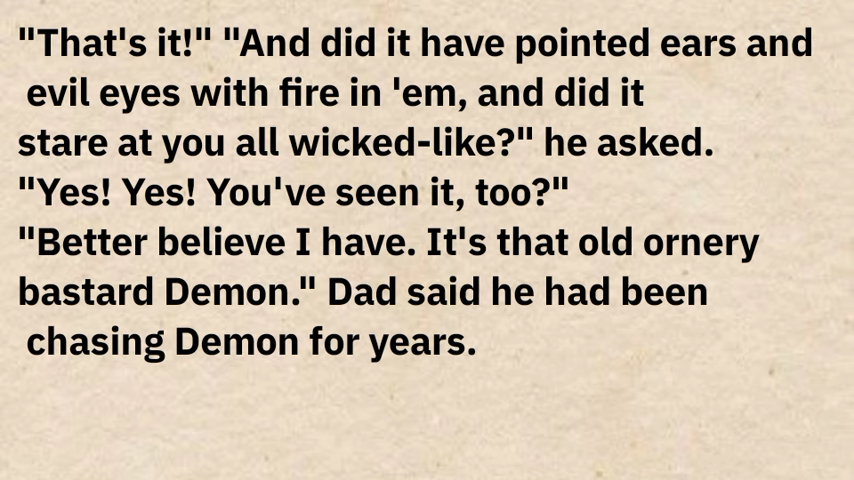 "That's it!" "And did it have pointed ears and
evil eyes with fire in 'em, and did it
stare at you all wicked-like?" he asked.
"Yes! Yes! You've seen it, too?"
"Better believe I have. It's that old ornery
bastard Demon." Dad said he had been
chasing Demon for years.